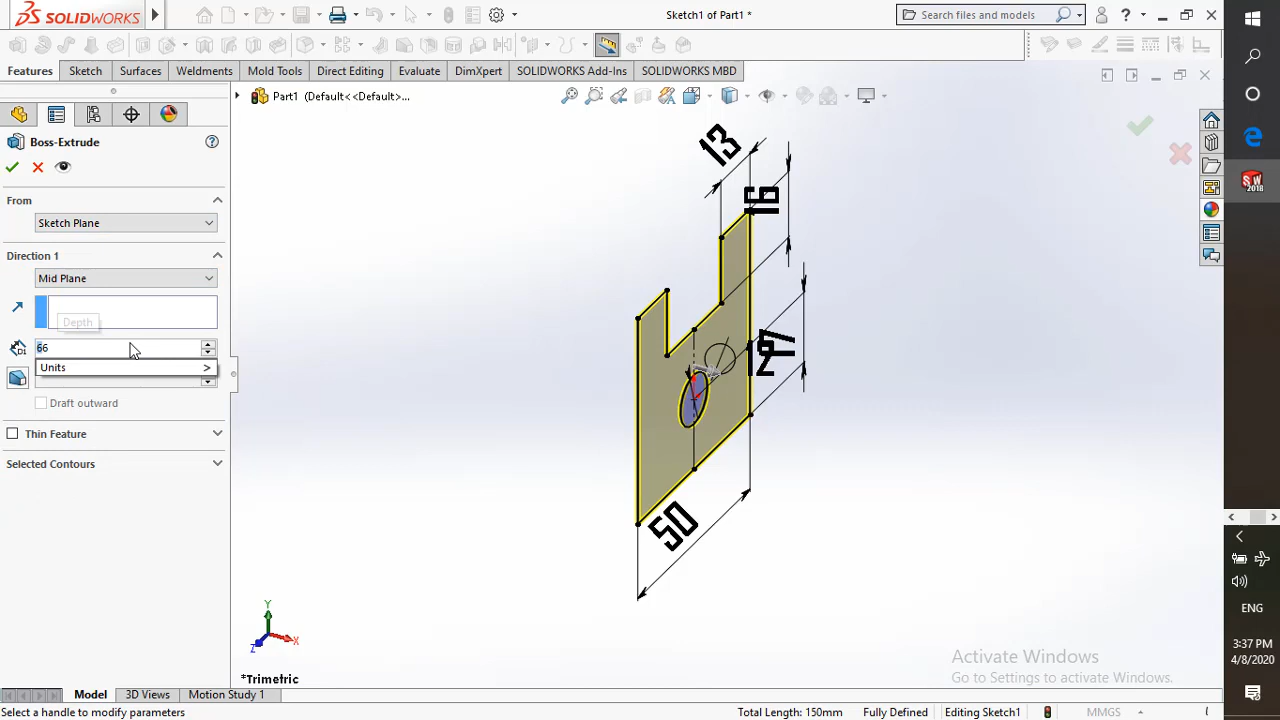 SOLIDWORKS
Sketch1 of Part1 *
Search files and models
?
Features
Sketch
Surfaces
Weldments
Mold Tools
Direct Editing
Evaluate
DimXpert
SOLIDWORKS Add-Ins
SOLIDWORKS MBD
Part1 (Default<<Default>...
Boss-Extrude
From
Sketch Plane
Direction 1
Mid Plane
Depth
66
Units >
Draft outward
Thin Feature
Selected Contours
13
16
50
Y
X
Z
*Trimetric
Activate Windows
Go to Settings to activate Windows.
SW
2018
ENG
3:37 PM
4/8/2020
Model
3D Views
Motion Study 1
Select a handle to modify parameters
Total Length: 150mm
Fully Defined
Editing Sketch1
MMGS